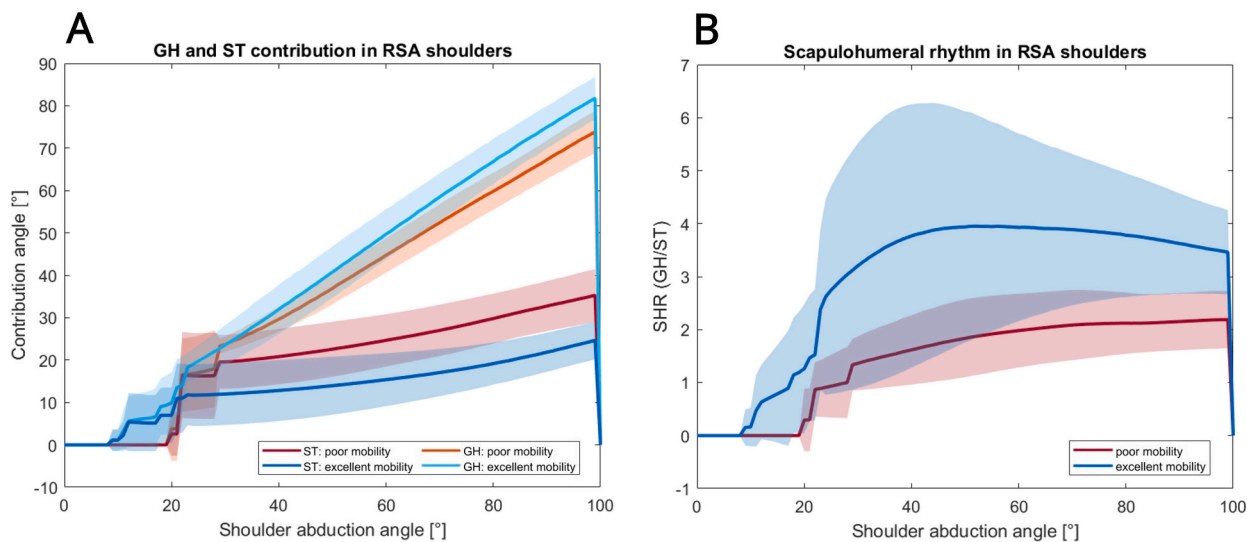 A
GH and ST contribution in RSA shoulders
90
80
70
60
50
40
30
20
10
0
-10
Contribution angle [°]
0 20 40 60 80 100
Shoulder abduction angle [°]
ST: poor mobility
ST: excellent mobility
GH: poor mobility
GH: excellent mobility
B
Scapulohumeral rhythm in RSA shoulders
7
6
5
4
3
2
1
0
-1
SHR (GH/ST)
0 20 40 60 80 100
Shoulder abduction angle [°]
poor mobility
excellent mobility